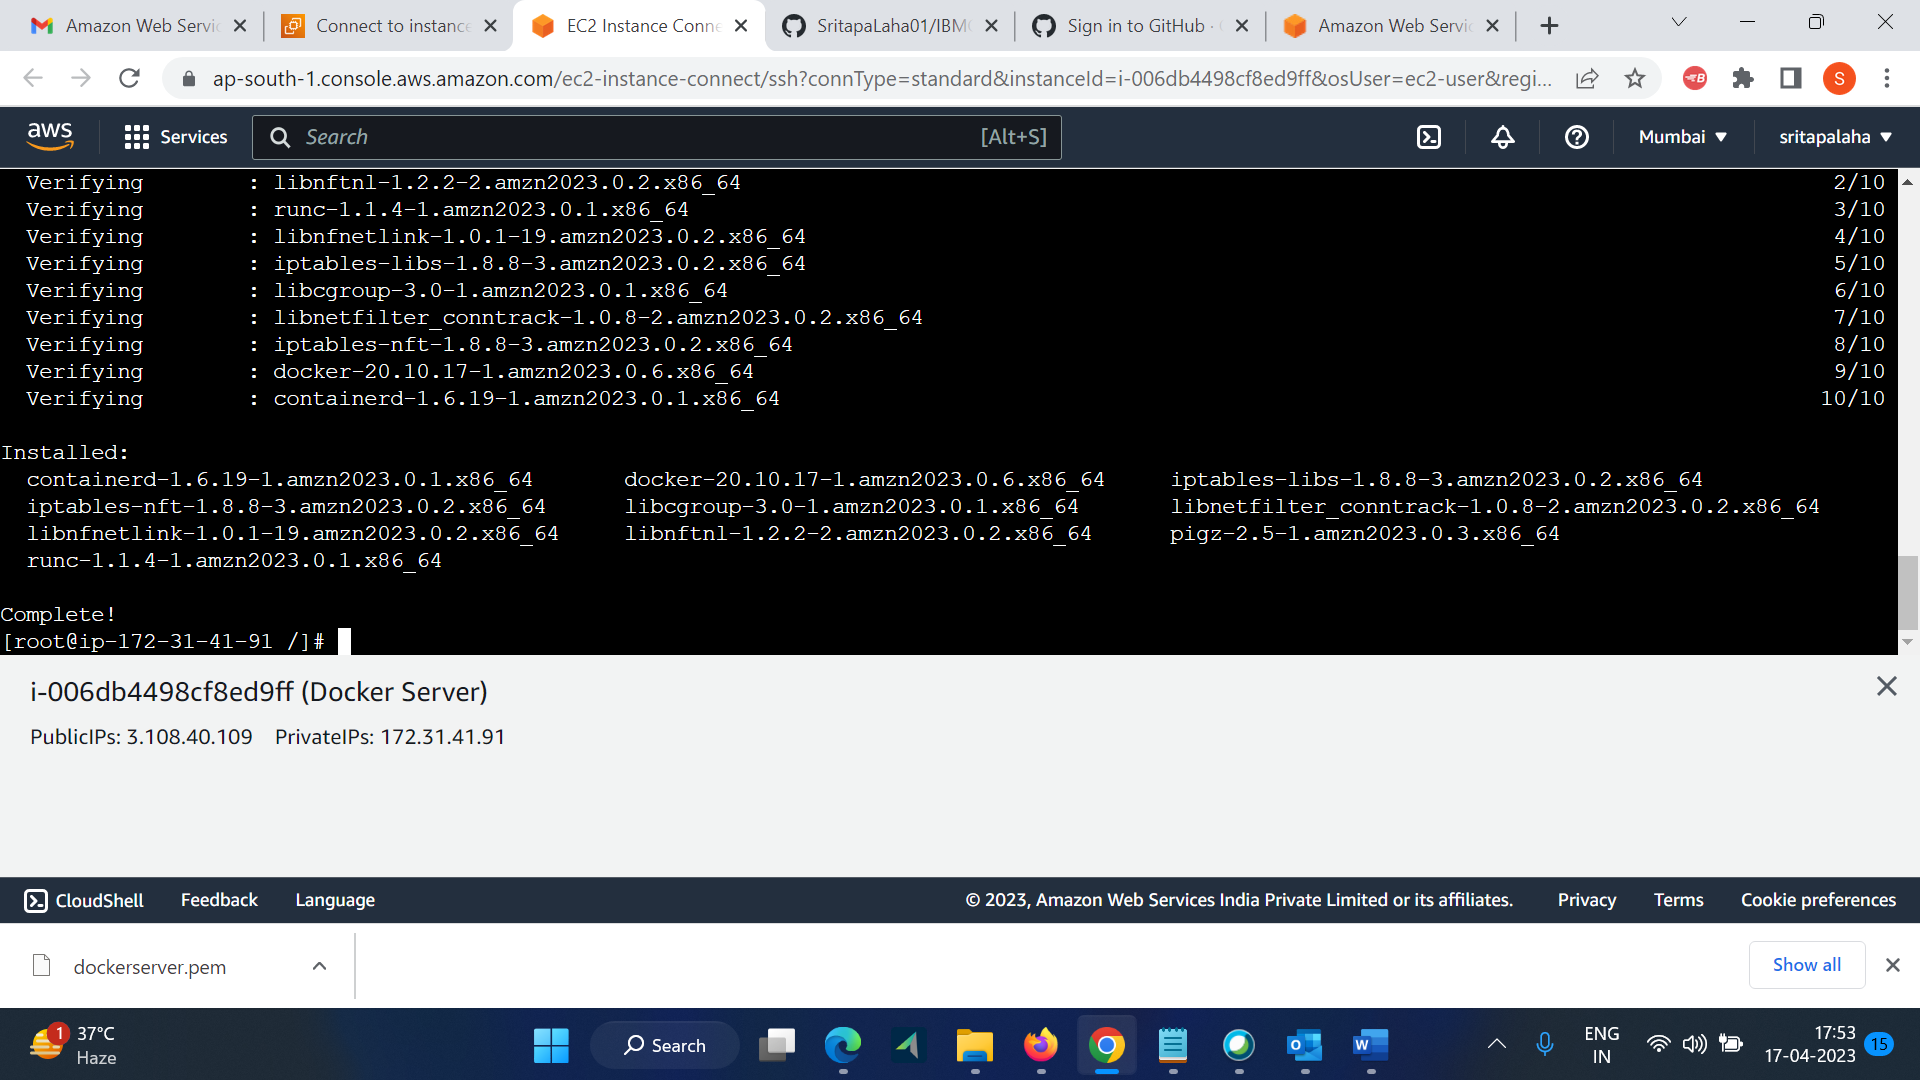 Amazon Web Servic
Connect to instance
EC2 Instance Conne
SritapaLaha01/IBM
Sign in to GitHub ·
Amazon Web Servic
ap-south-1.console.aws.amazon.com/ec2-instance-connect/ssh?connType=standard&instanceId=i-006db4498cf8ed9ff&osUser=ec2-user&regi...
S
aws
Services
Search
[Alt+S]
Mumbai
sritapalaha
Verifying : libnftnl-1.2.2-2.amzn2023.0.2.x86_64 2/10
Verifying : runc-1.1.4-1.amzn2023.0.1.x86_64 3/10
Verifying : libnfnetlink-1.0.1-19.amzn2023.0.2.x86_64 4/10
Verifying : iptables-libs-1.8.8-3.amzn2023.0.2.x86_64 5/10
Verifying : libcgroup-3.0-1.amzn2023.0.1.x86_64 6/10
Verifying : libnetfilter_conntrack-1.0.8-2.amzn2023.0.2.x86_64 7/10
Verifying : iptables-nft-1.8.8-3.amzn2023.0.2.x86_64 8/10
Verifying : docker-20.10.17-1.amzn2023.0.6.x86_64 9/10
Verifying : containerd-1.6.19-1.amzn2023.0.1.x86_64 10/10
Installed:
containerd-1.6.19-1.amzn2023.0.1.x86_64 docker-20.10.17-1.amzn2023.0.6.x86_64 iptables-libs-1.8.8-3.amzn2023.0.2.x86_64
iptables-nft-1.8.8-3.amzn2023.0.2.x86_64 libcgroup-3.0-1.amzn2023.0.1.x86_64 libnetfilter_conntrack-1.0.8-2.amzn2023.0.2.x86_64
libnfnetlink-1.0.1-19.amzn2023.0.2.x86_64 libnftnl-1.2.2-2.amzn2023.0.2.x86_64 pigz-2.5-1.amzn2023.0.3.x86_64
runc-1.1.4-1.amzn2023.0.1.x86_64
Complete!
[root@ip-172-31-41-91 /]#
i-006db4498cf8ed9ff (Docker Server)
PublicIPs: 3.108.40.109 PrivateIPs: 172.31.41.91
CloudShell Feedback Language © 2023, Amazon Web Services India Private Limited or its affiliates. Privacy Terms Cookie preferences
dockerserver.pem
Show all
1
37°C
Haze
Search
ENG
IN
17:53
17-04-2023
15